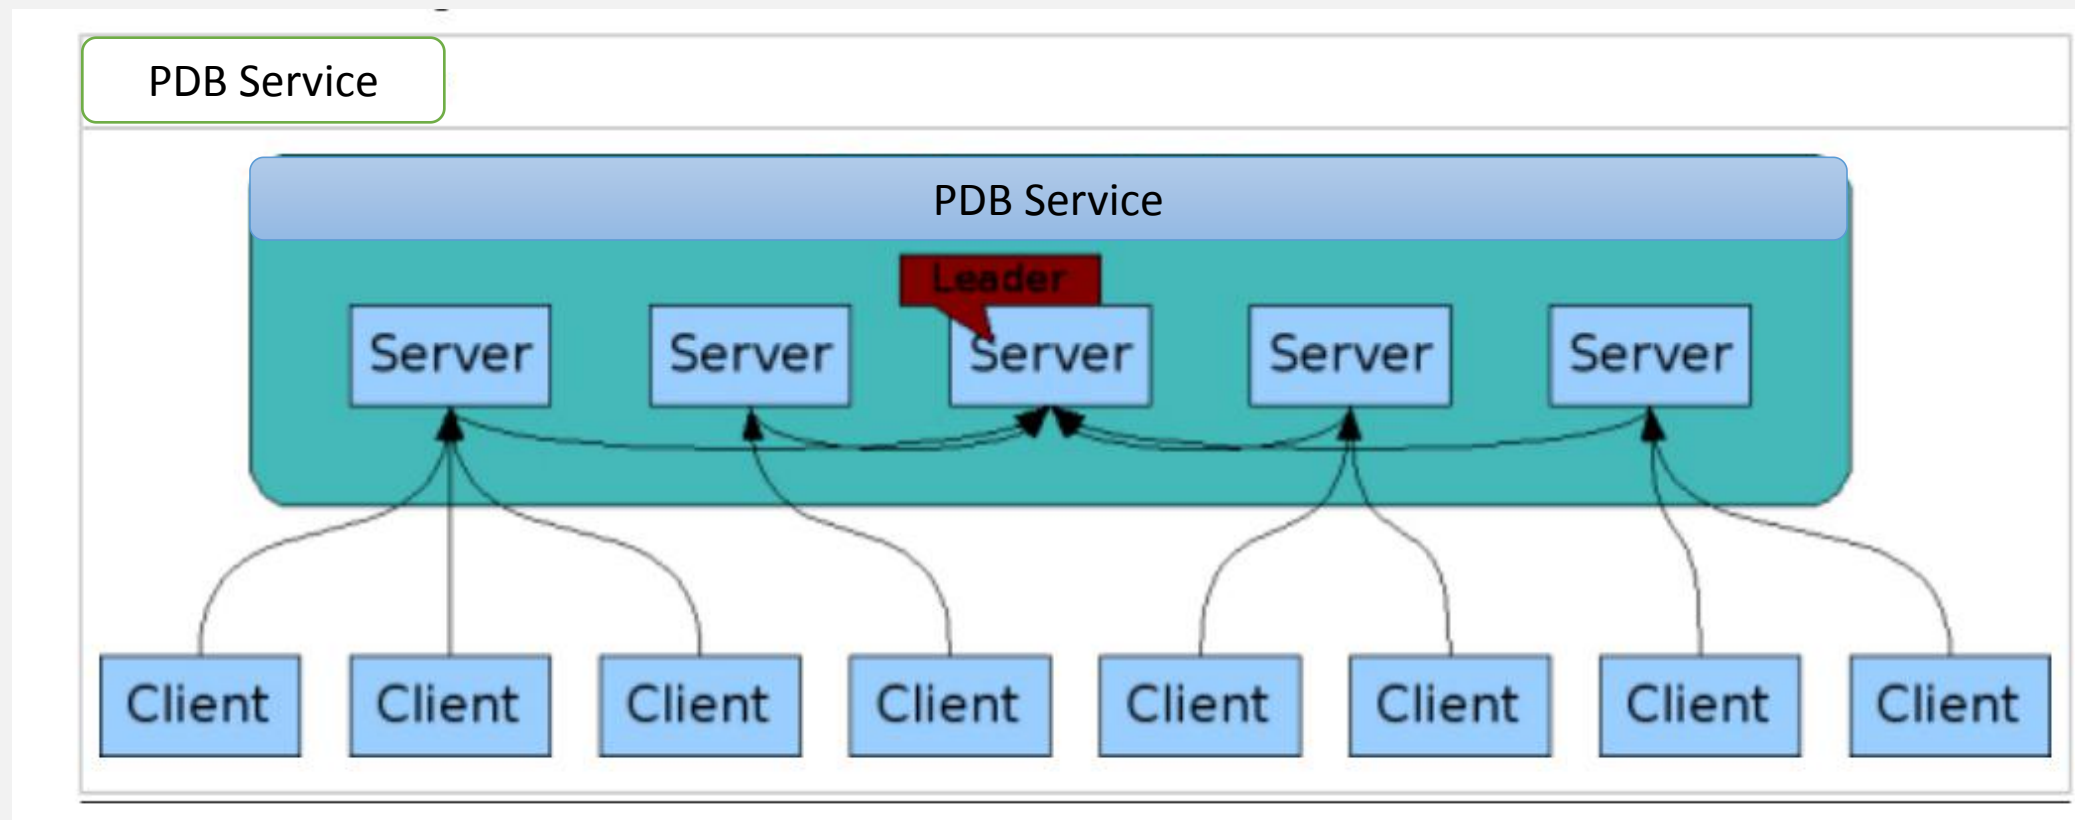 PDB Service
PDB Service
Leader
Server Server Server Server Server
Client Client Client Client Client Client Client Client